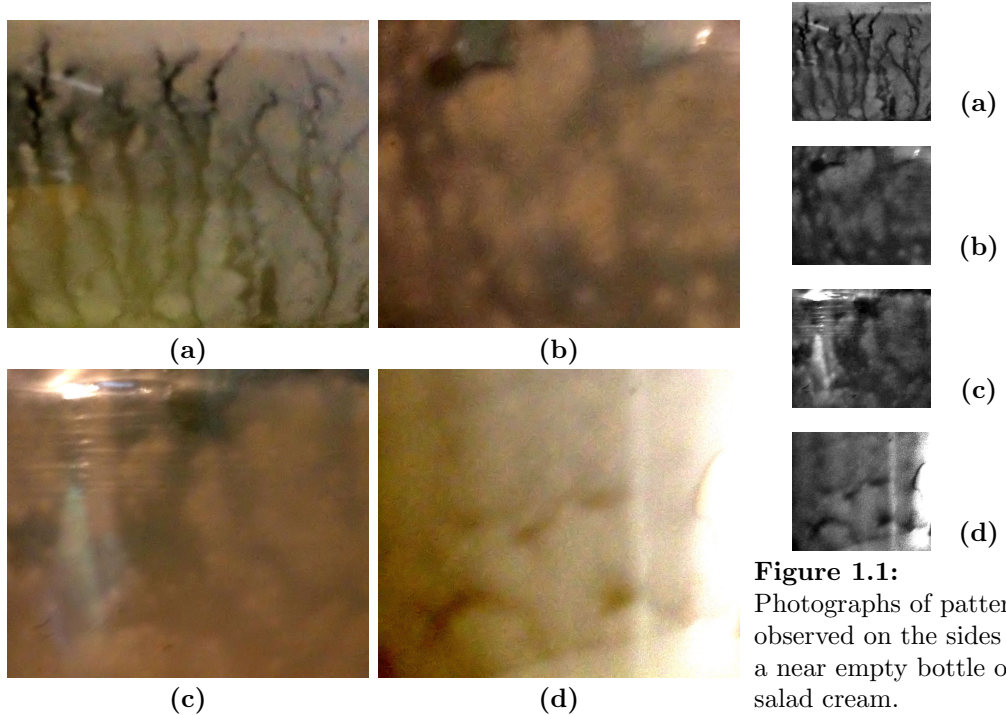 (a)
(b)
(c)
(d)
(a)
(b)
(c)
(d)
Figure 1.1:
Photographs of patter
observed on the sides
a near empty bottle o
salad cream.